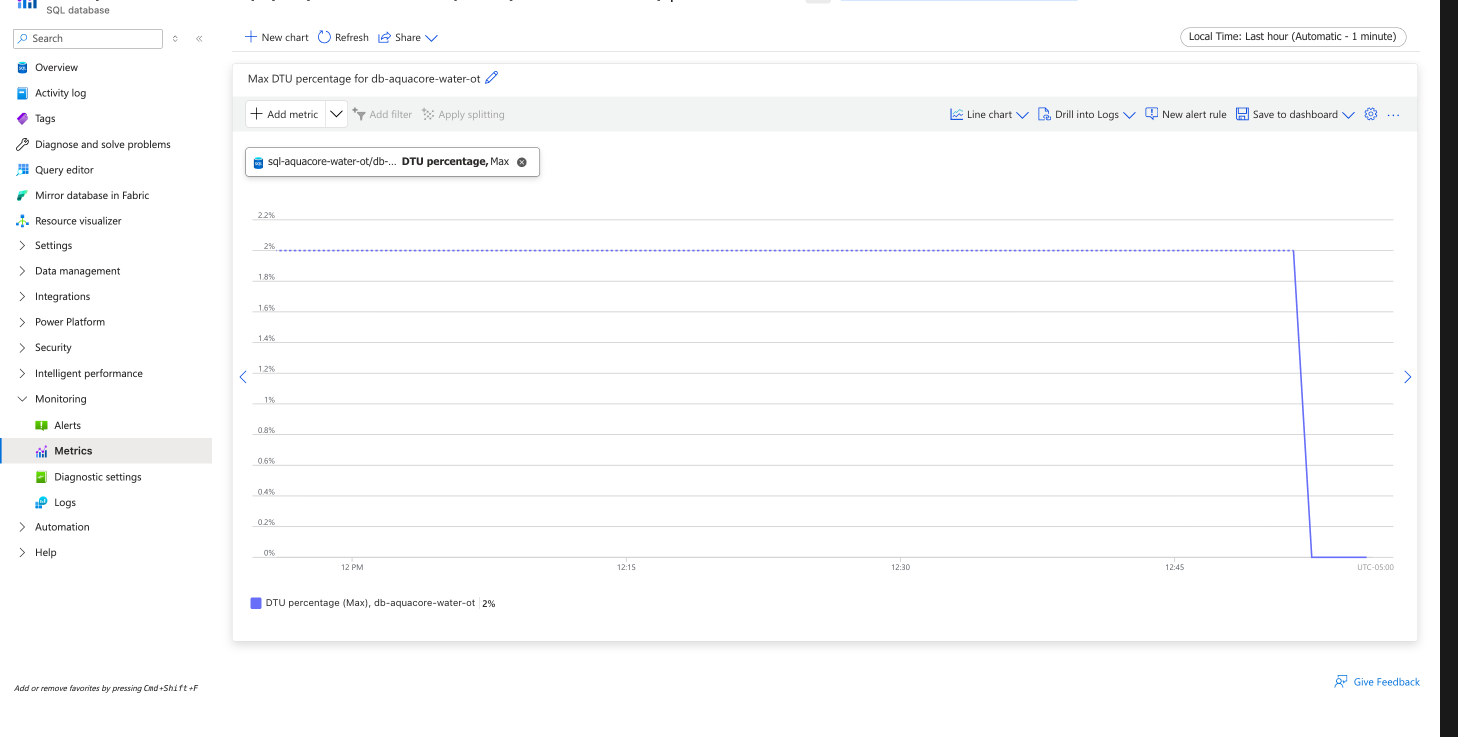 SQL database
Search
Overview
Activity log
Tags
Diagnose and solve problems
Query editor
Mirror database in Fabric
Resource visualizer
Settings
Data management
Integrations
Power Platform
Security
Intelligent performance
Monitoring
Alerts
Metrics
Diagnostic settings
Logs
Automation
Help
Add or remove favorites by pressing Cmd+Shift+F
New chart Refresh Share
Local Time: Last hour (Automatic - 1 minute)
Max DTU percentage for db-aquacore-water-ot
Add metric Add filter Apply splitting
Line chart Drill into Logs New alert rule Save to dashboard
sql-aquacore-water-ot/db-... DTU percentage, Max
2.2%
2%
1.8%
1.6%
1.4%
1.2%
1%
0.8%
0.6%
0.4%
0.2%
0%
12 PM 12:15 12:30 12:45 UTC-05:00
DTU percentage (Max), db-aquacore-water-ot 2%
Give Feedback